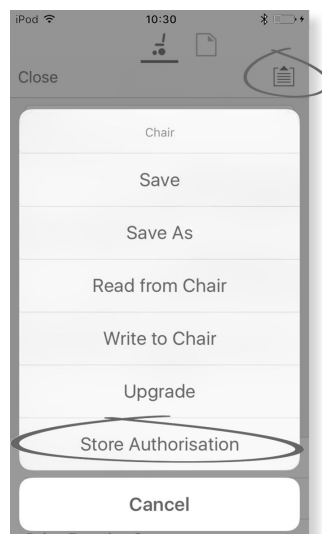 iPod 10:30
Close
Chair
Save
Save As
Read from Chair
Write to Chair
Upgrade
Store Authorisation
Cancel